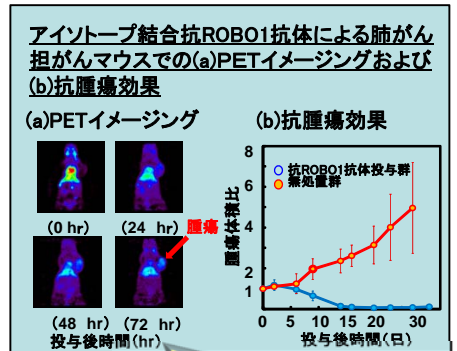 アイソトープ結合抗ROBO1抗体による肺がん
担がんマウスでの(a)PETイメージングおよび
(b)抗腫瘍効果
(a)PETイメージング
(b)抗腫瘍効果
(0 hr)
(24 hr)
腫瘍
(48 hr)
(72 hr)
投与後時間(hr)
腫瘍体積比
8
6
4
2
1
抗ROBO1抗体投与群
無処置群
0 5 10 15 20 25 30
投与後時間(日)